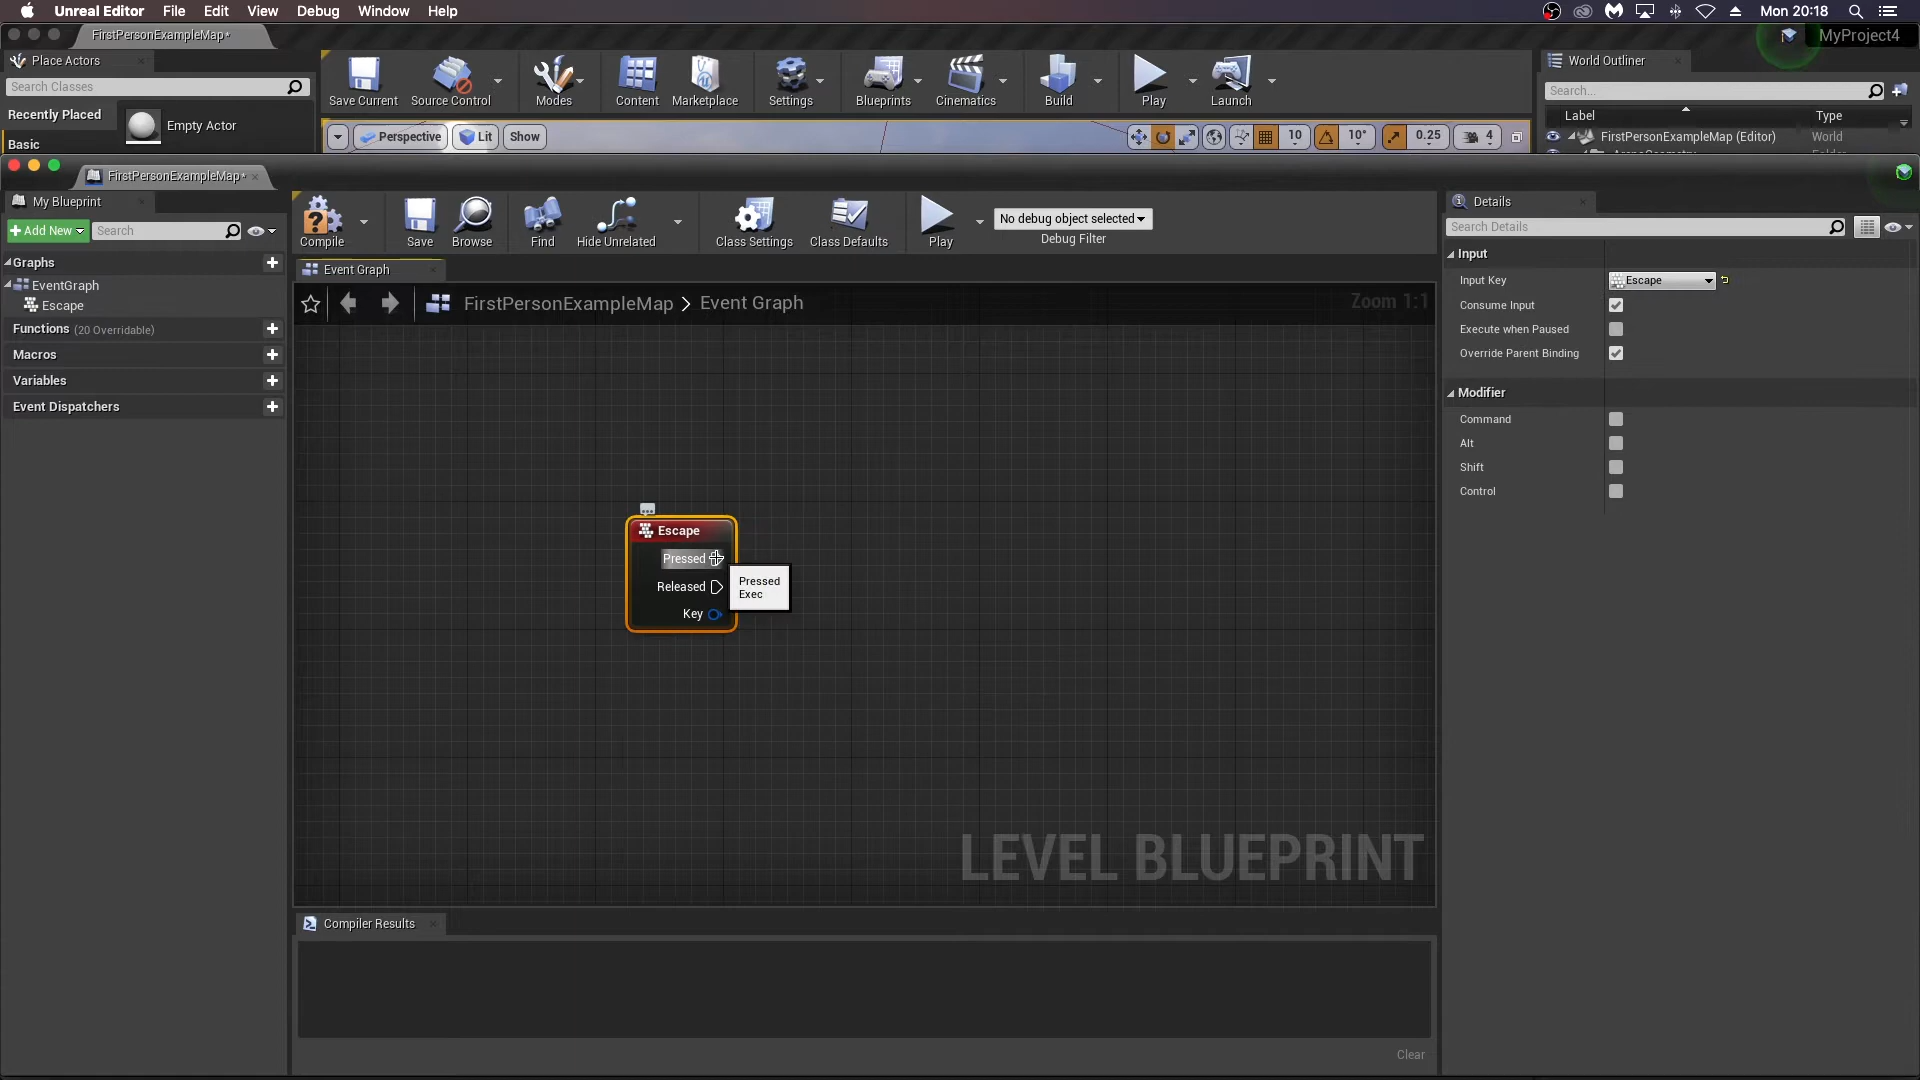 Unreal Editor File Edit View Debug Window Help Mon 20:18
FirstPersonExampleMap* MyProject4
Place Actors
Search Classes
Recently Placed
Basic
Empty Actor
Save Current Source Control Modes Content Marketplace Settings Blueprints Cinematics Build Play Launch
Perspective Lit Show 10 10° 0.25 4
World Outliner
Search...
Label Type
FirstPersonExampleMap (Editor) World
FirstPersonExampleMap*
My Blueprint
Add New Search
Graphs
EventGraph
Escape
Functions (20 Overridable)
Macros
Variables
Event Dispatchers
Compile Save Browse Find Hide Unrelated Class Settings Class Defaults Play
No debug object selected
Debug Filter
Event Graph
FirstPersonExampleMap > Event Graph
Zoom 1:1
Escape
Pressed
Released
Key
Pressed
Exec
LEVEL BLUEPRINT
Compiler Results
Clear
Details
Search Details
Input
Input Key Escape
Consume Input
Execute when Paused
Override Parent Binding
Modifier
Command
Alt
Shift
Control